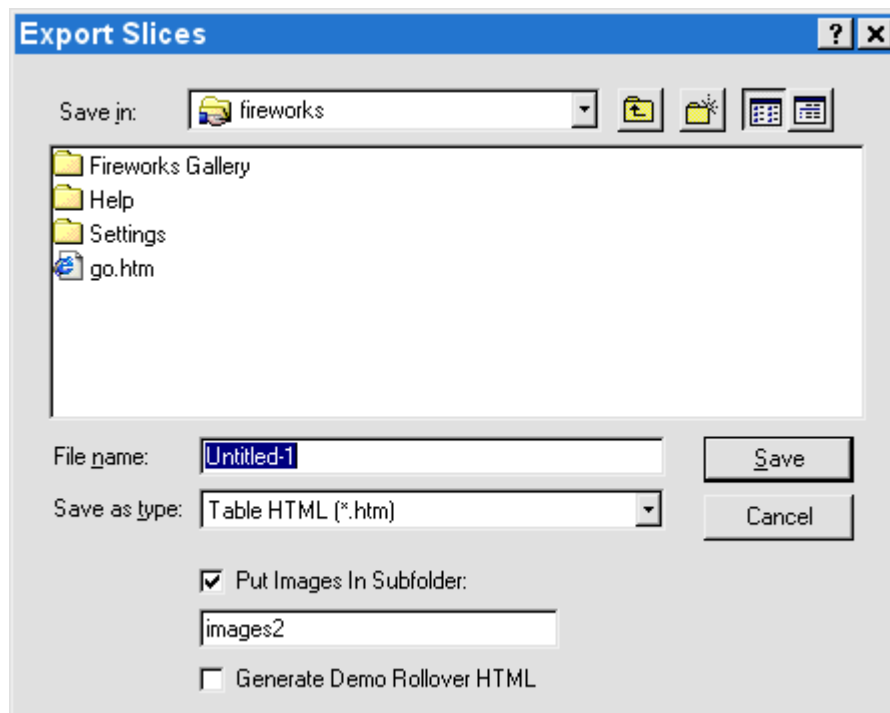 Export Slices
Save in: fireworks
Fireworks Gallery
Help
Settings
go.htm
File name: Untitled-1 Save
Save as type: Table HTML (*.htm) Cancel
Put Images In Subfolder:
images2
Generate Demo Rollover HTML